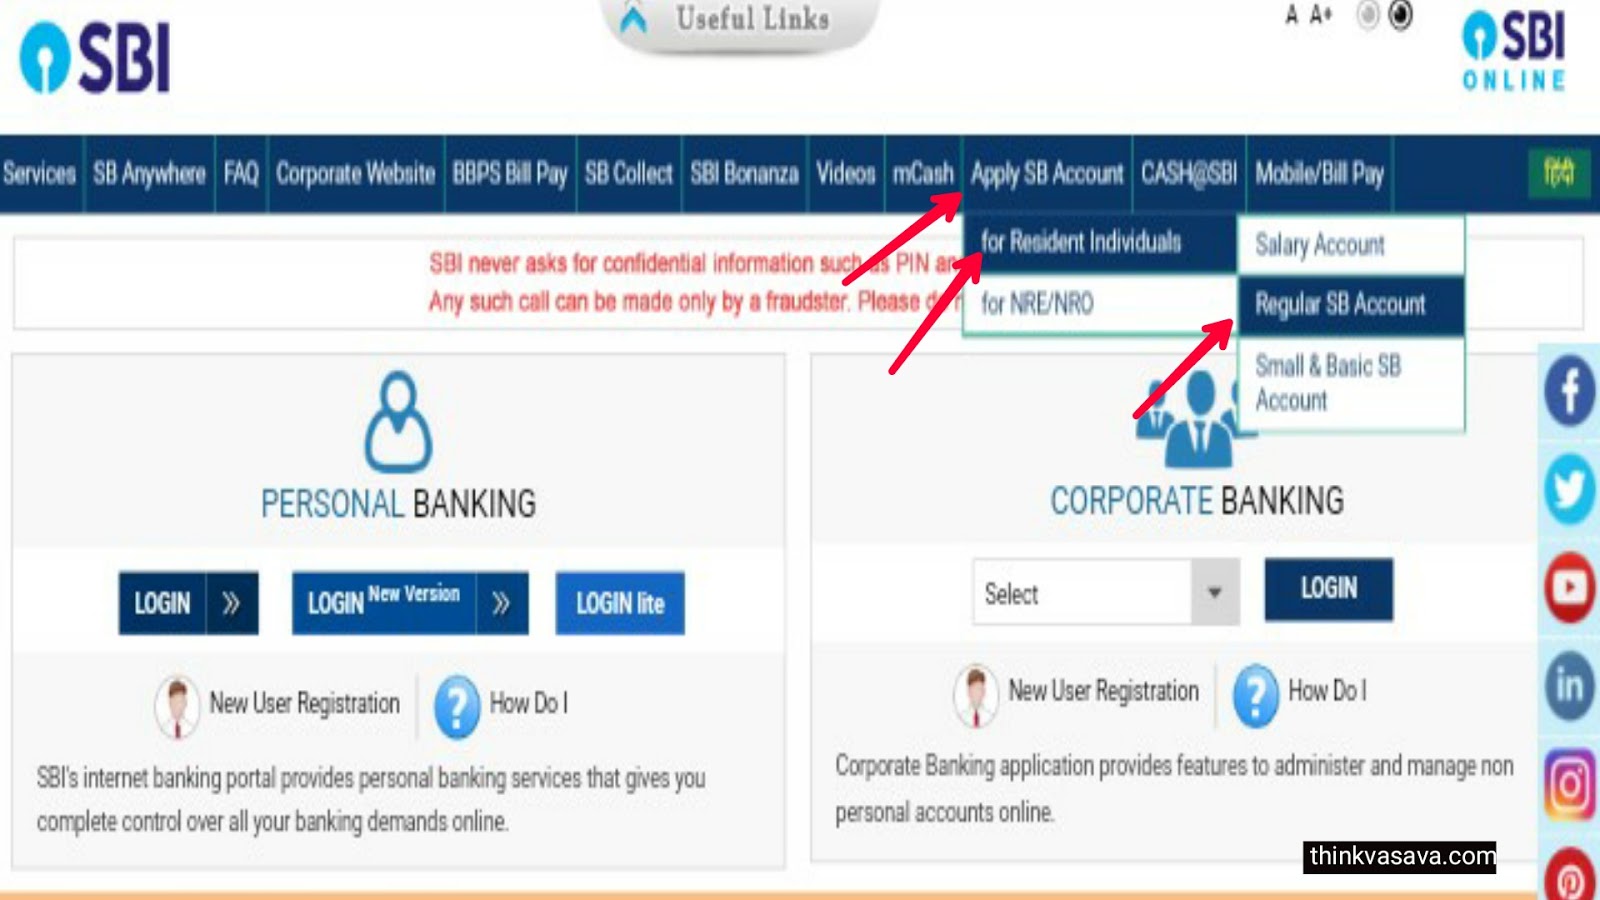 Useful Links
A A+
SBI
SBI
ONLINE
Services SB Anywhere FAQ Corporate Website BBPS Bill Pay SB Collect SBI Bonanza Videos mCash Apply SB Account CASH@SBI Mobile/Bill Pay हिंदी
for Resident Individuals
for NRE/NRO
Salary Account
Regular SB Account
Small & Basic SB
Account
SBI never asks for confidential information such as PIN
Any such call can be made only by a fraudster. Please
PERSONAL BANKING
LOGIN
LOGIN New Version
LOGIN lite
New User Registration
How Do I
SBI's internet banking portal provides personal banking services that gives you
complete control over all your banking demands online.
CORPORATE BANKING
Select
LOGIN
New User Registration
How Do I
Corporate Banking application provides features to administer and manage non
personal accounts online.
thinkvasava.com